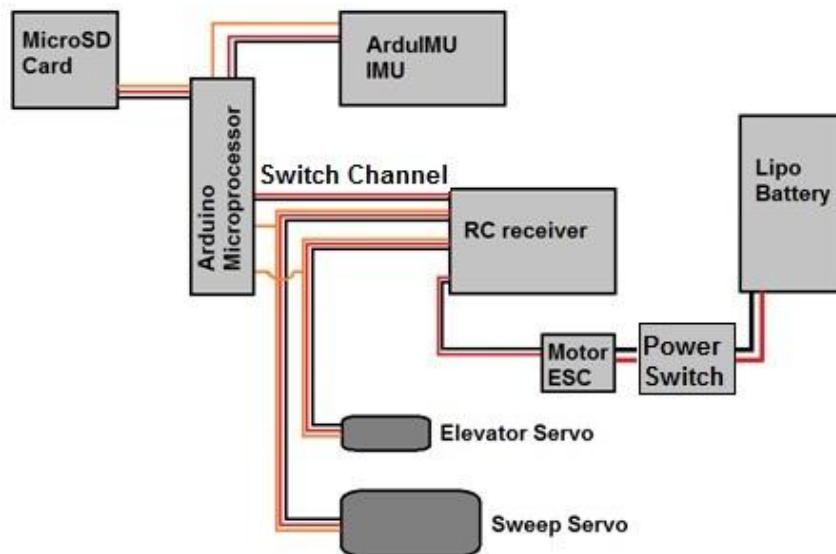 MicroSD
Card
ArduIMU
IMU
Arduino
Microprocessor
Switch Channel
RC receiver
Lipo
Battery
Motor
ESC
Power
Switch
Elevator Servo
Sweep Servo